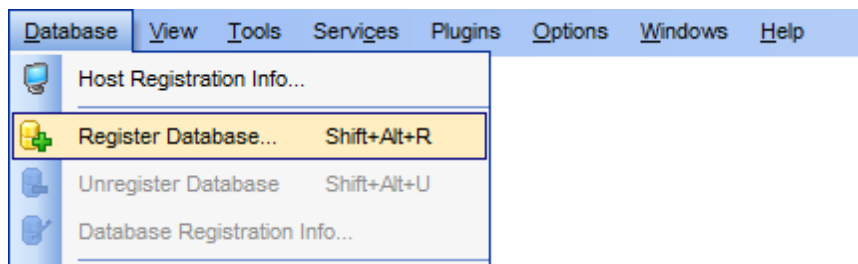 Database View Tools Services Plugins Options Windows Help
Host Registration Info...
Register Database... Shift+Alt+R
Unregister Database Shift+Alt+U
Database Registration Info...